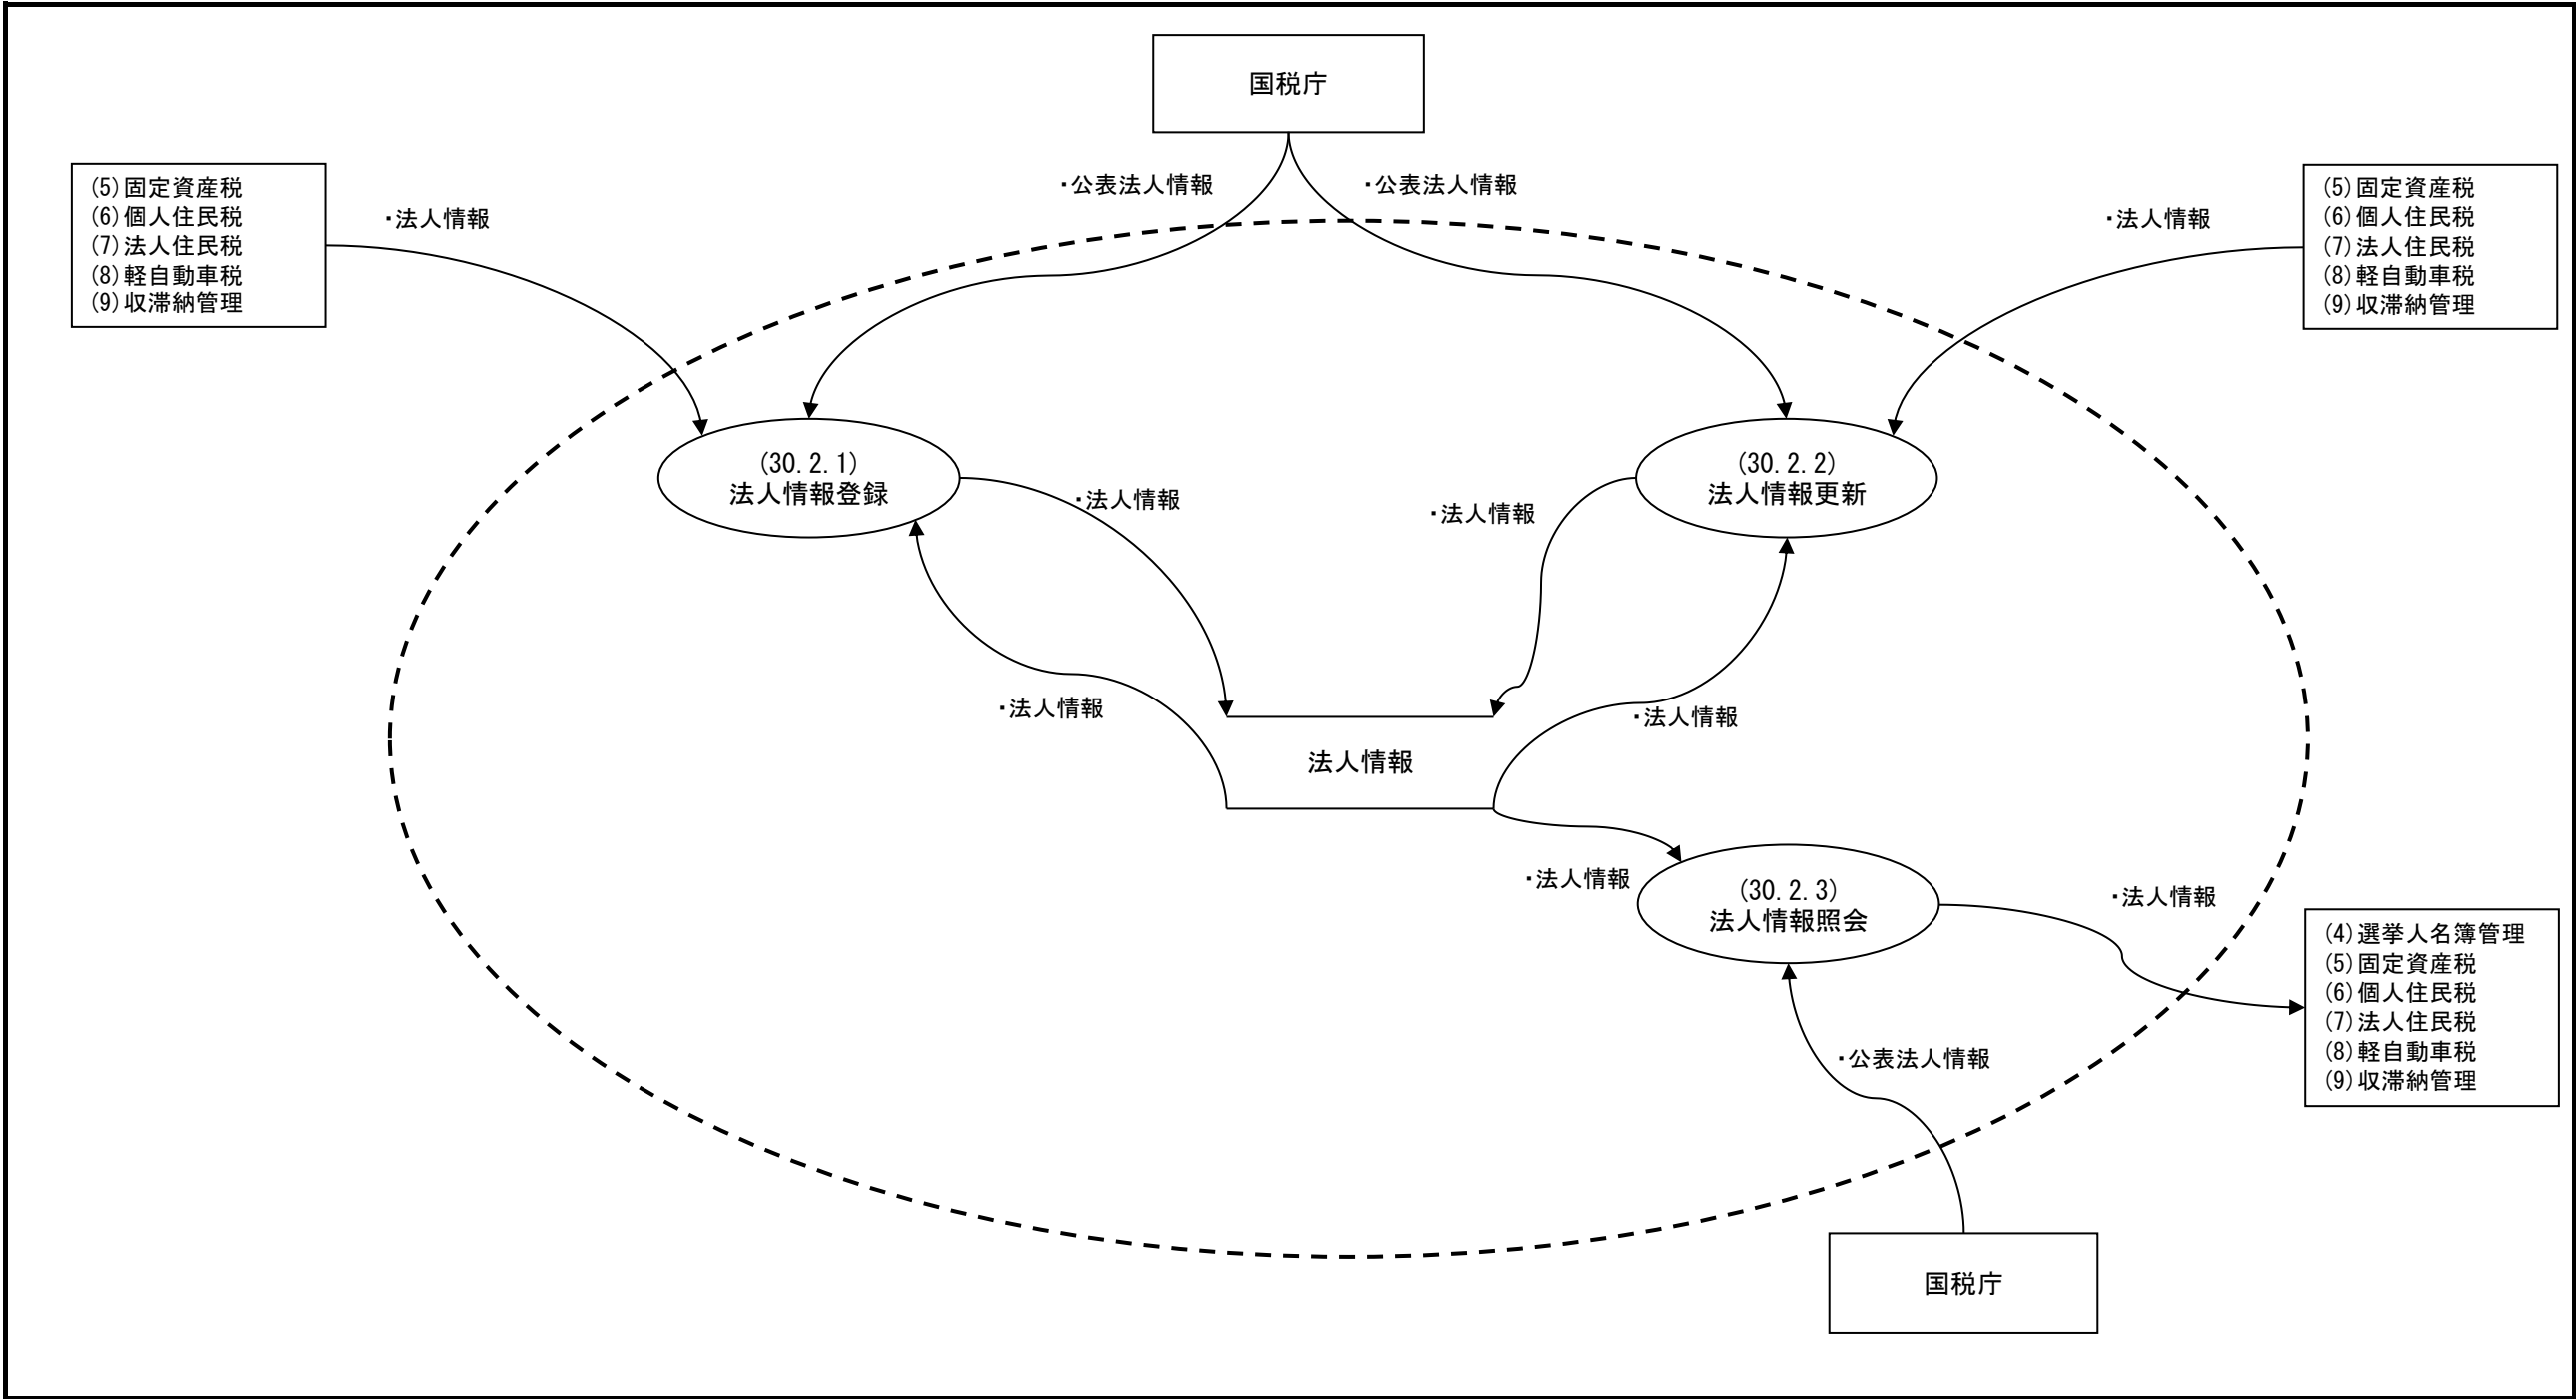 国税庁
・公表法人情報
・公表法人情報
(5)固定資産税
(6)個人住民税
(7)法人住民税
(8)軽自動車税
(9)収滞納管理
・法人情報
・法人情報
(5)固定資産税
(6)個人住民税
(7)法人住民税
(8)軽自動車税
(9)収滞納管理
(30.2.1)
法人情報登録
・法人情報
・法人情報
(30.2.2)
法人情報更新
・法人情報
・法人情報
法人情報
・法人情報
(30.2.3)
法人情報照会
・法人情報
(4)選挙人名簿管理
(5)固定資産税
(6)個人住民税
(7)法人住民税
(8)軽自動車税
(9)収滞納管理
・公表法人情報
国税庁